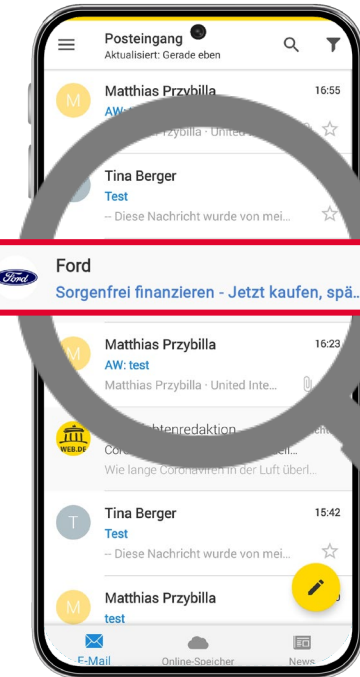 Posteingang
Aktualisiert: Gerade eben
M
Matthias Przybilla
16:55
Tina Berger
Test
-- Diese Nachricht wurde von mei...
Ford
Ford
Sorgenfrei finanzieren - Jetzt kaufen, spä...
Matthias Przybilla
16:23
AW: test
Matthias Przybilla · United Inte...
WEB.DE
Wie lange Coronaviren in der Luft überl...
T
Tina Berger
15:42
Test
-- Diese Nachricht wurde von mei...
M
Matthias Przybilla
test
E-Mail
Online-Speicher
News